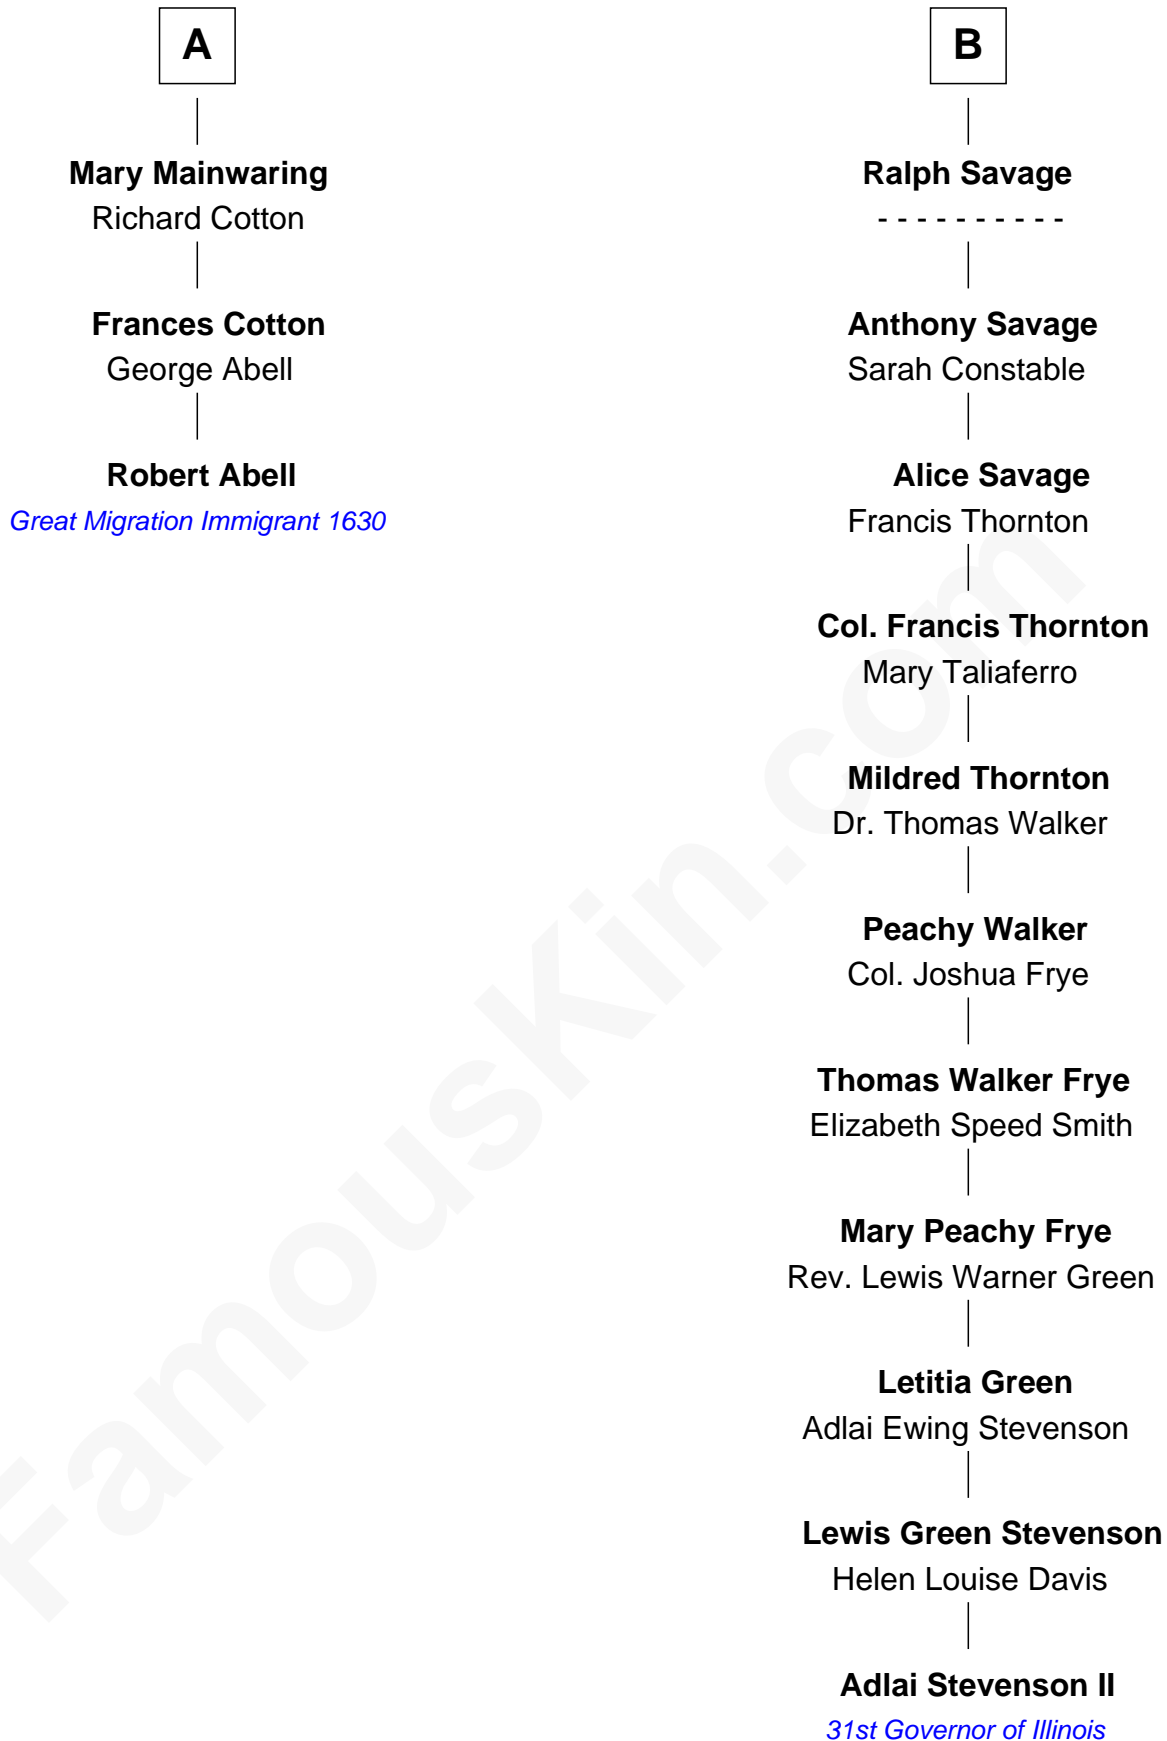 A
Mary Mainwaring
Richard Cotton
Frances Cotton
George Abell
Robert Abell
Great Migration Immigrant 1630
B
Ralph Savage
- - - - - - - - - -
Anthony Savage
Sarah Constable
Alice Savage
Francis Thornton
Col. Francis Thornton
Mary Taliaferro
Mildred Thornton
Dr. Thomas Walker
Peachy Walker
Col. Joshua Frye
Thomas Walker Frye
Elizabeth Speed Smith
Mary Peachy Frye
Rev. Lewis Warner Green
Letitia Green
Adlai Ewing Stevenson
Lewis Green Stevenson
Helen Louise Davis
Adlai Stevenson II
31st Governor of Illinois
FamousKin.com